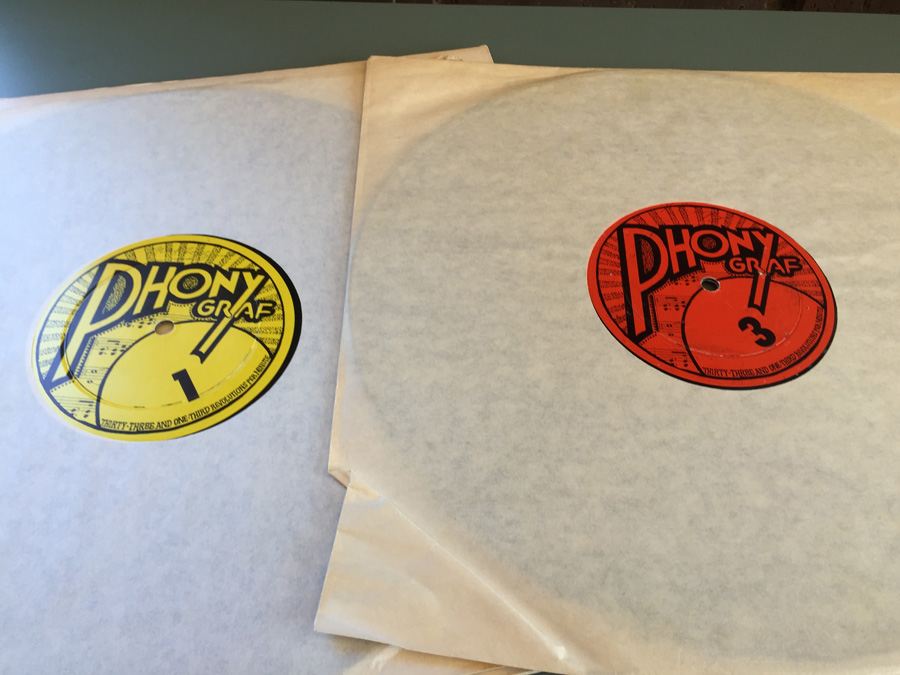 PHONY
GRAF
1
THIRTY-THREE AND ONE-THIRD REVOLUTIONS PER MINUTE
PHONY
GRAF
3
THIRTY-THREE AND ONE-THIRD REVOLUTIONS PER MINUTE